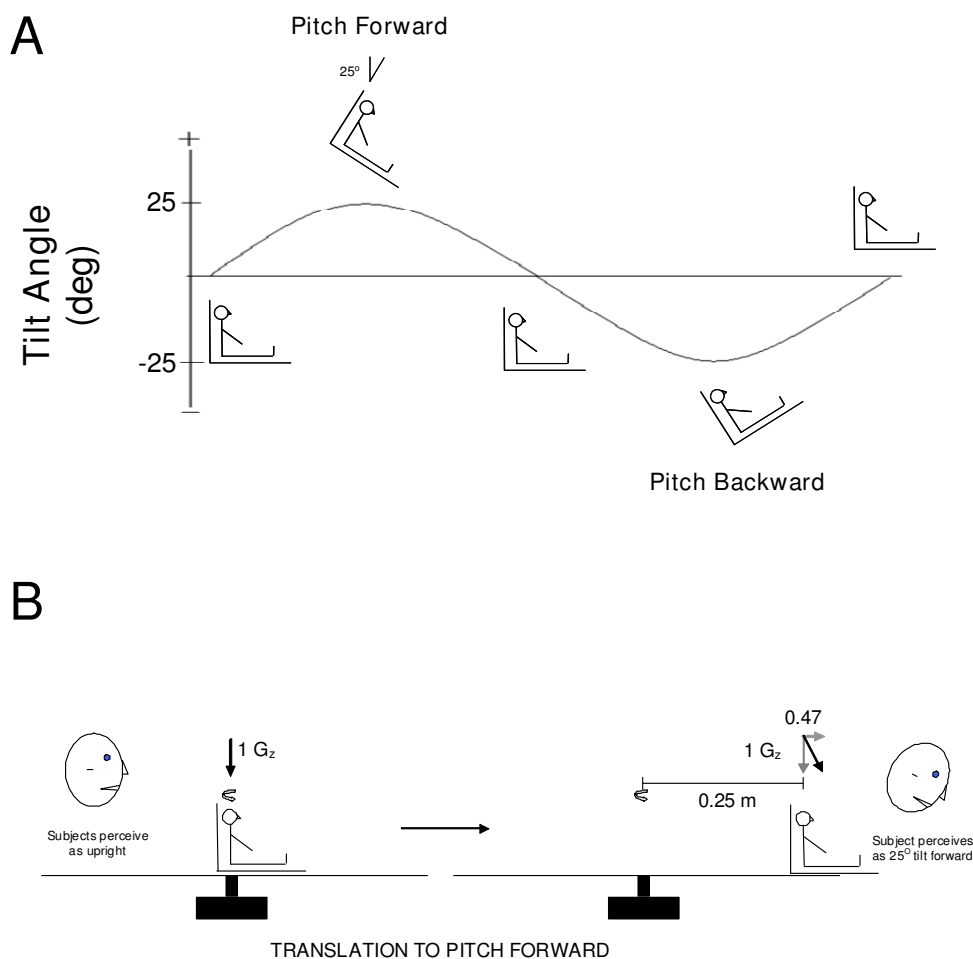 A
Pitch Forward
25°
+
25
Tilt Angle
(deg)
-25
Pitch Backward
B
0.47
1 Gz
1 Gz
0.25 m
Subjects perceive
as upright
Subject perceives
as 25° tilt forward
TRANSLATION TO PITCH FORWARD